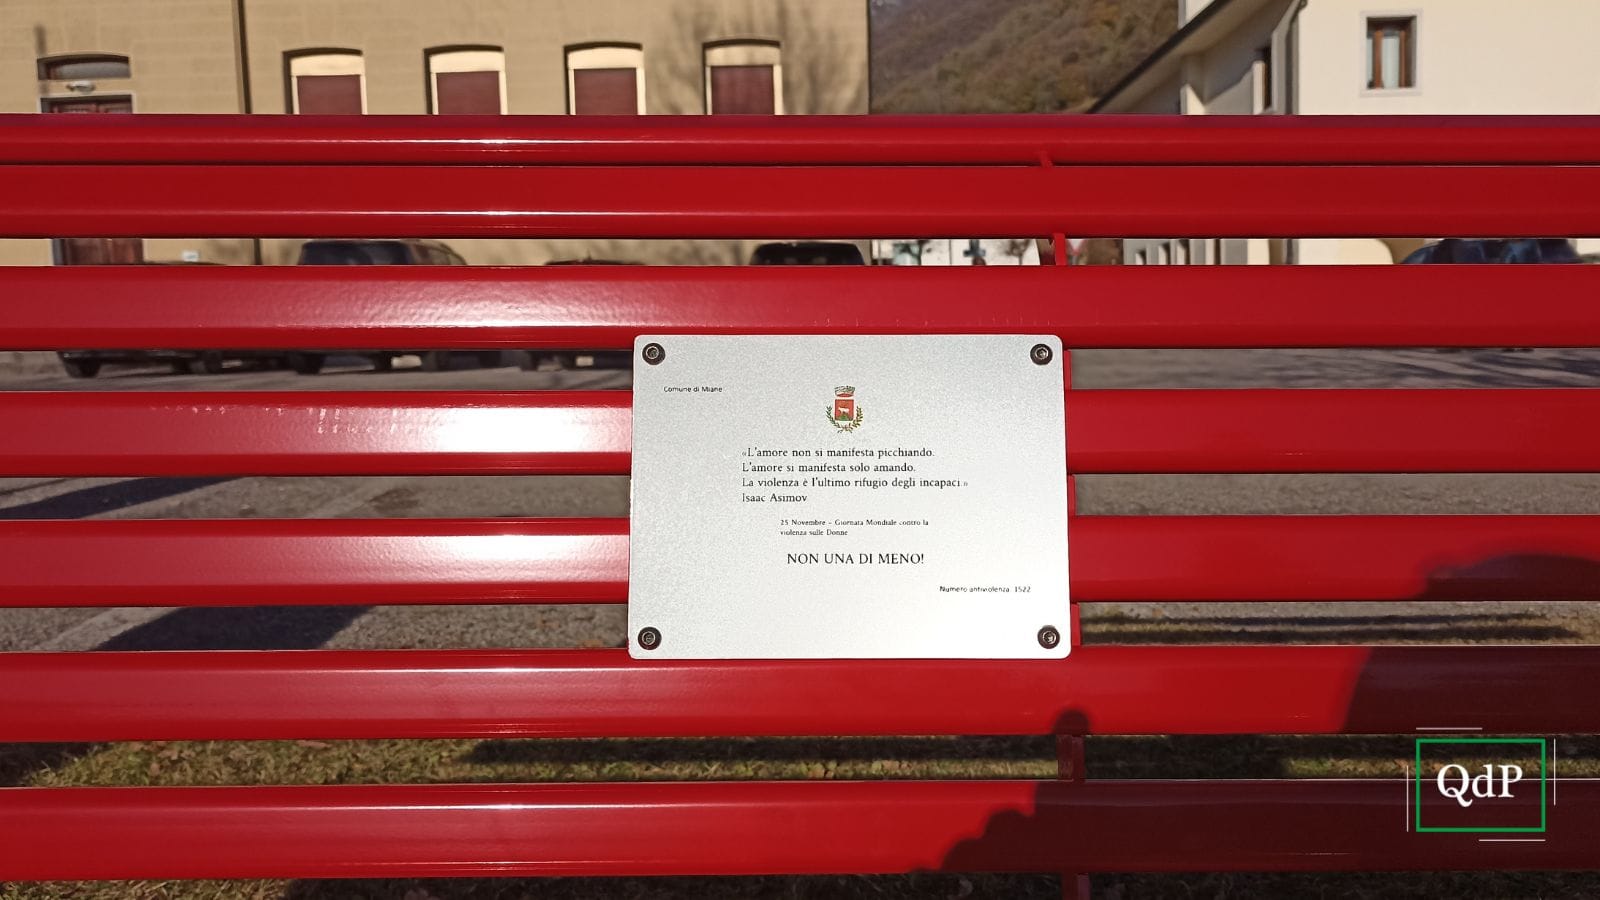 Comune di Miane
«L'amore non si manifesta picchiando.
L'amore si manifesta solo amando.
La violenza è l'ultimo rifugio degli incapaci.»
Isaac Asimov
25 Novembre - Giornata Mondiale contro la
violenza sulle Donne
NON UNA DI MENO!
Numero antiviolenza 1522
QdP